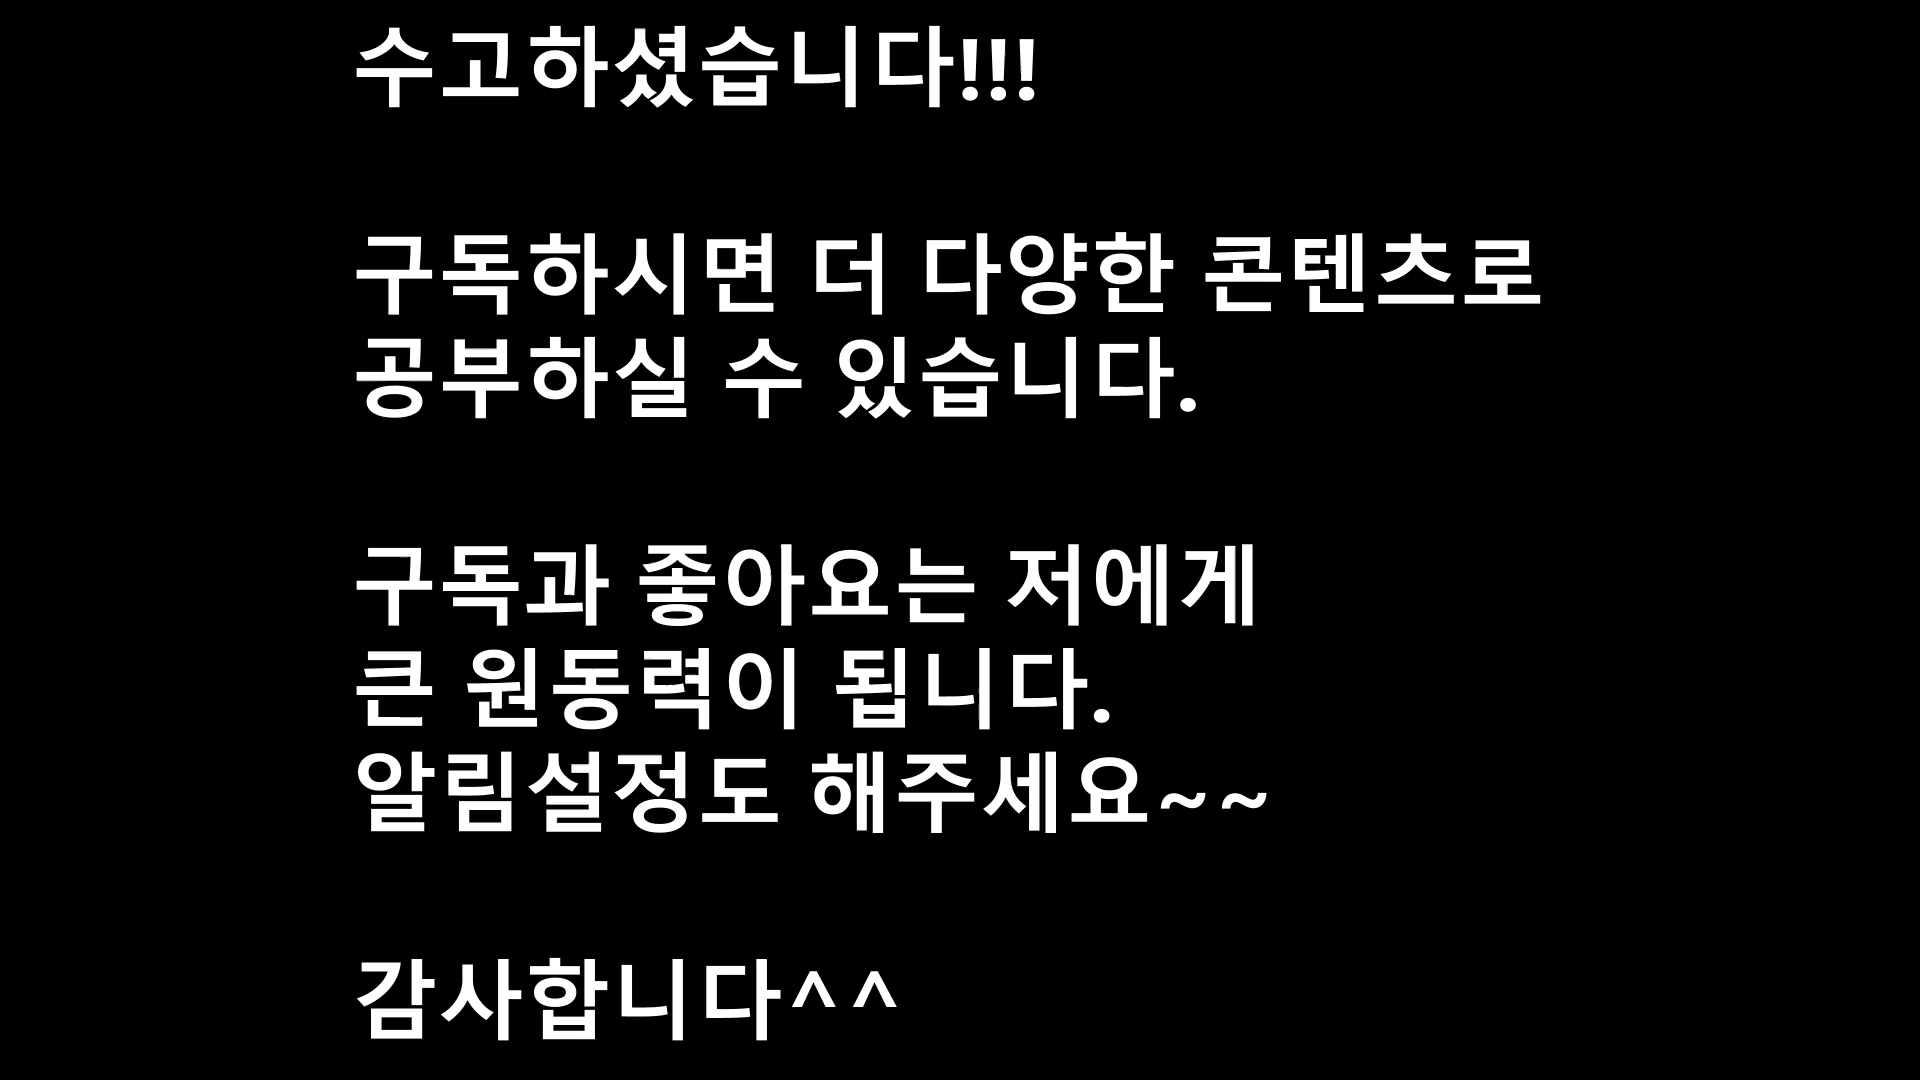 수고하셨습니다!!!
구독하시면 더 다양한 콘텐츠로
공부하실 수 있습니다.
구독과 좋아요는 저에게
큰 원동력이 됩니다.
알림설정도 해주세요~~
감사합니다^^